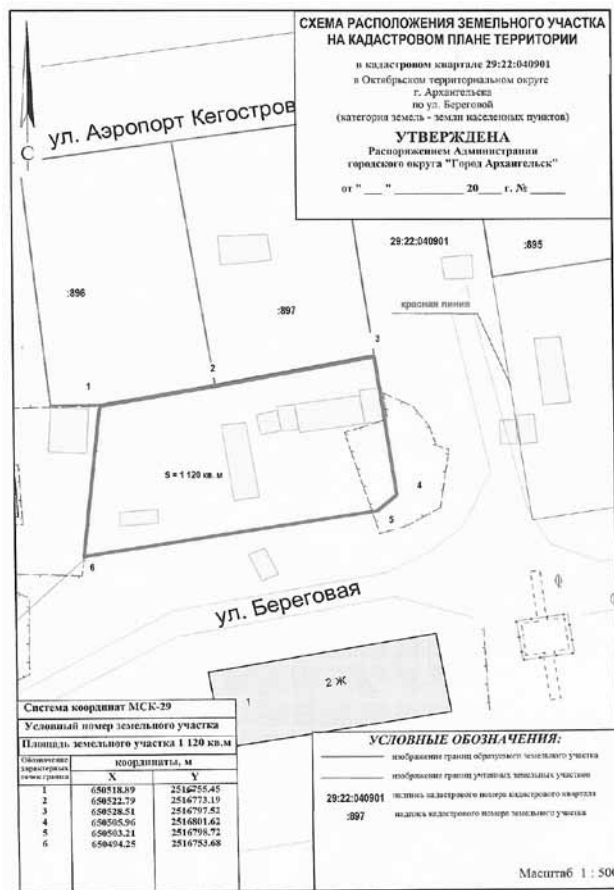 СХЕМА РАСПОЛОЖЕНИЯ ЗЕМЕЛЬНОГО УЧАСТКА
НА КАДАСТРОВОМ ПЛАНЕ ТЕРРИТОРИИ
в кадастровом квартале 29:22:040901
в Октябрьском территориальном округе
г. Архангельска
по ул. Береговой
(категория земель - земли населенных пунктов)
УТВЕРЖДЕНА
Распоряжением Администрации
городского округа "Город Архангельск"
от " ___ " __________ 20___ г. № _____
ул. Аэропорт Кегостров
С
29:22:040901
:895
:896
:897
красная линия
1
2
3
S = 1 120 кв. м
4
5
6
ул. Береговая
2 Ж
1
Система координат МСК-29
Условный номер земельного участка
Площадь земельного участка 1 120 кв.м
Обозначение характерных точек границ
координаты, м
X Y
1 650518.89 2516755.45
2 650522.79 2516773.19
3 650528.51 2516797.52
4 650505.96 2516801.62
5 650503.21 2516798.72
6 650494.25 2516753.68
УСЛОВНЫЕ ОБОЗНАЧЕНИЯ:
изображение границ образуемого земельного участка
изображение границ учтенных земельных участков
29:22:040901 надпись кадастрового номера кадастрового квартала
:897 надпись кадастрового номера земельного участка
Масштаб 1 : 500